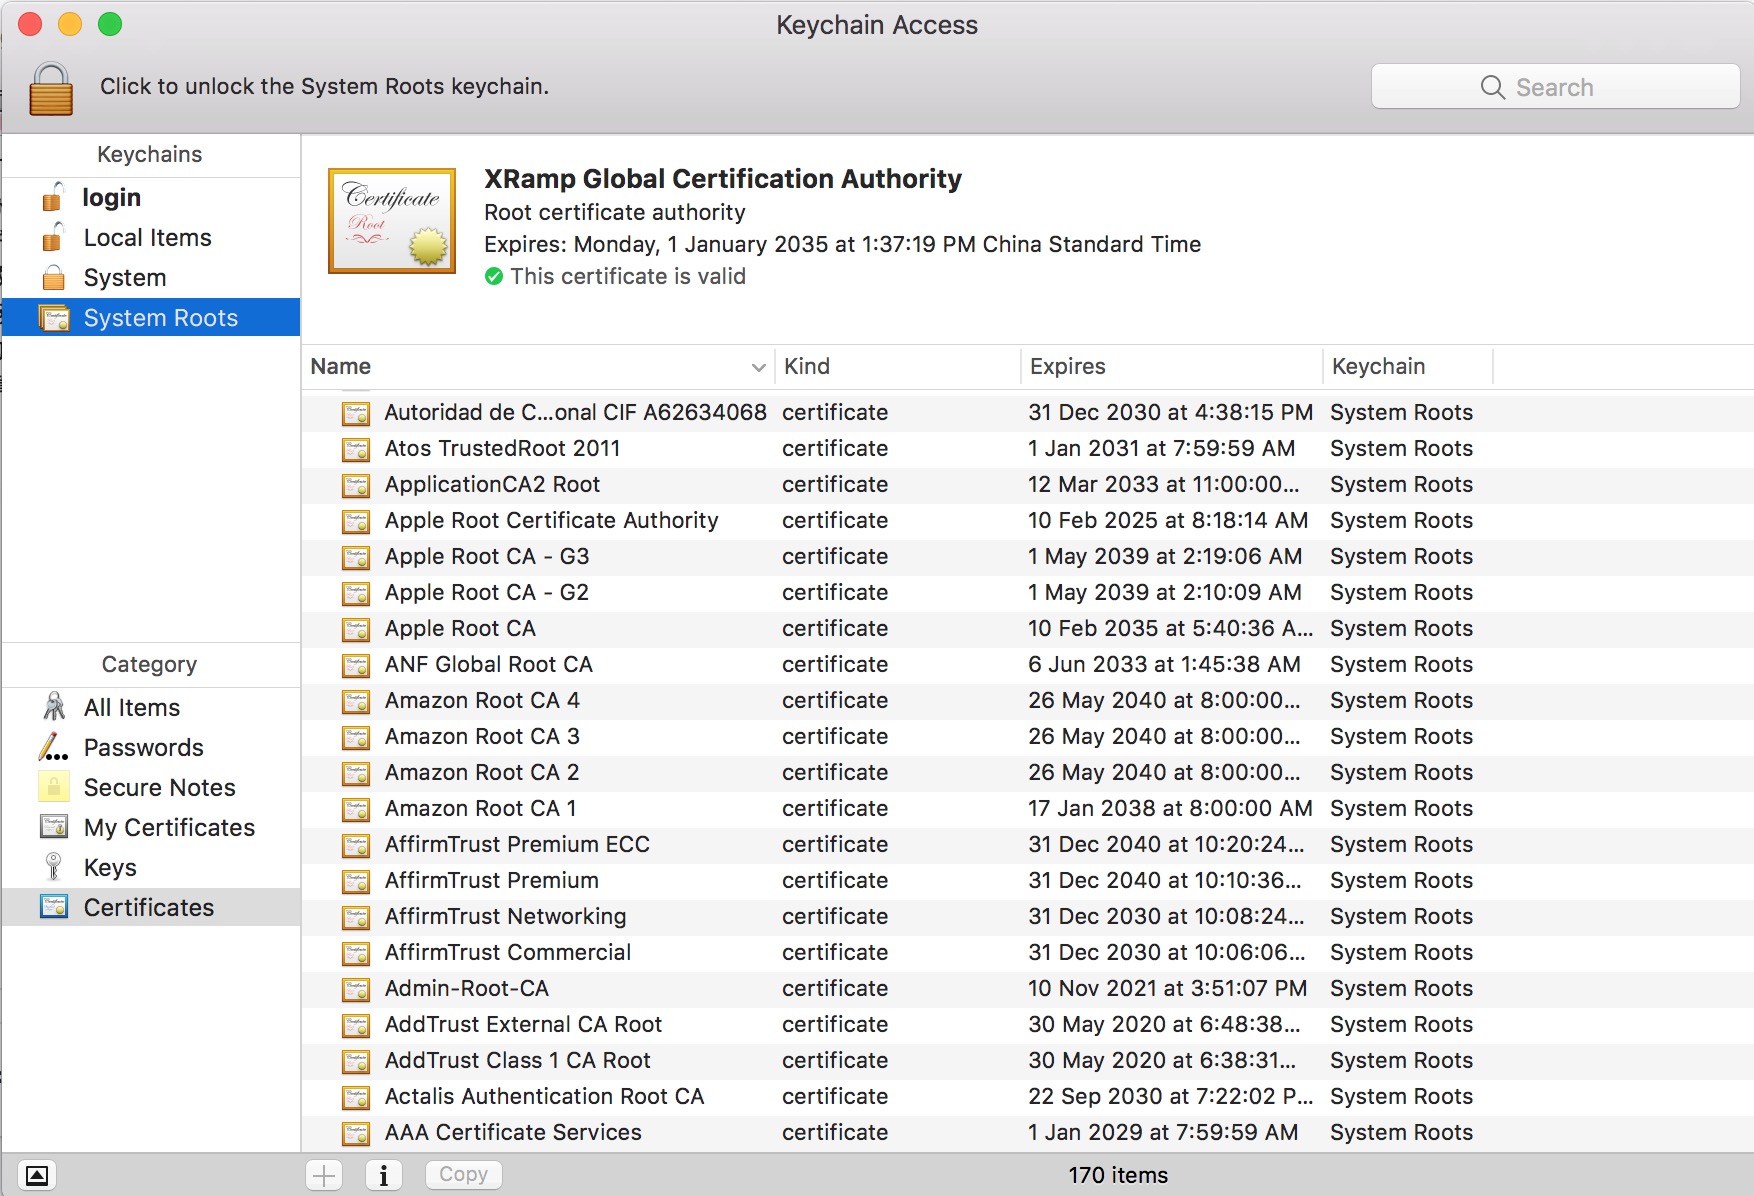 Keychain Access
Click to unlock the System Roots keychain.
Search
Keychains
login
Local Items
System
System Roots
Category
All Items
Passwords
Secure Notes
My Certificates
Keys
Certificates
Certificate
Root
XRamp Global Certification Authority
Root certificate authority
Expires: Monday, 1 January 2035 at 1:37:19 PM China Standard Time
This certificate is valid
Name Kind Expires Keychain
Autoridad de C...onal CIF A62634068 certificate 31 Dec 2030 at 4:38:15 PM System Roots
Atos TrustedRoot 2011 certificate 1 Jan 2031 at 7:59:59 AM System Roots
ApplicationCA2 Root certificate 12 Mar 2033 at 11:00:00... System Roots
Apple Root Certificate Authority certificate 10 Feb 2025 at 8:18:14 AM System Roots
Apple Root CA - G3 certificate 1 May 2039 at 2:19:06 AM System Roots
Apple Root CA - G2 certificate 1 May 2039 at 2:10:09 AM System Roots
Apple Root CA certificate 10 Feb 2035 at 5:40:36 A... System Roots
ANF Global Root CA certificate 6 Jun 2033 at 1:45:38 AM System Roots
Amazon Root CA 4 certificate 26 May 2040 at 8:00:00... System Roots
Amazon Root CA 3 certificate 26 May 2040 at 8:00:00... System Roots
Amazon Root CA 2 certificate 26 May 2040 at 8:00:00... System Roots
Amazon Root CA 1 certificate 17 Jan 2038 at 8:00:00 AM System Roots
AffirmTrust Premium ECC certificate 31 Dec 2040 at 10:20:24... System Roots
AffirmTrust Premium certificate 31 Dec 2040 at 10:10:36... System Roots
AffirmTrust Networking certificate 31 Dec 2030 at 10:08:24... System Roots
AffirmTrust Commercial certificate 31 Dec 2030 at 10:06:06... System Roots
Admin-Root-CA certificate 10 Nov 2021 at 3:51:07 PM System Roots
AddTrust External CA Root certificate 30 May 2020 at 6:48:38... System Roots
AddTrust Class 1 CA Root certificate 30 May 2020 at 6:38:31... System Roots
Actalis Authentication Root CA certificate 22 Sep 2030 at 7:22:02 P... System Roots
AAA Certificate Services certificate 1 Jan 2029 at 7:59:59 AM System Roots
Copy
170 items